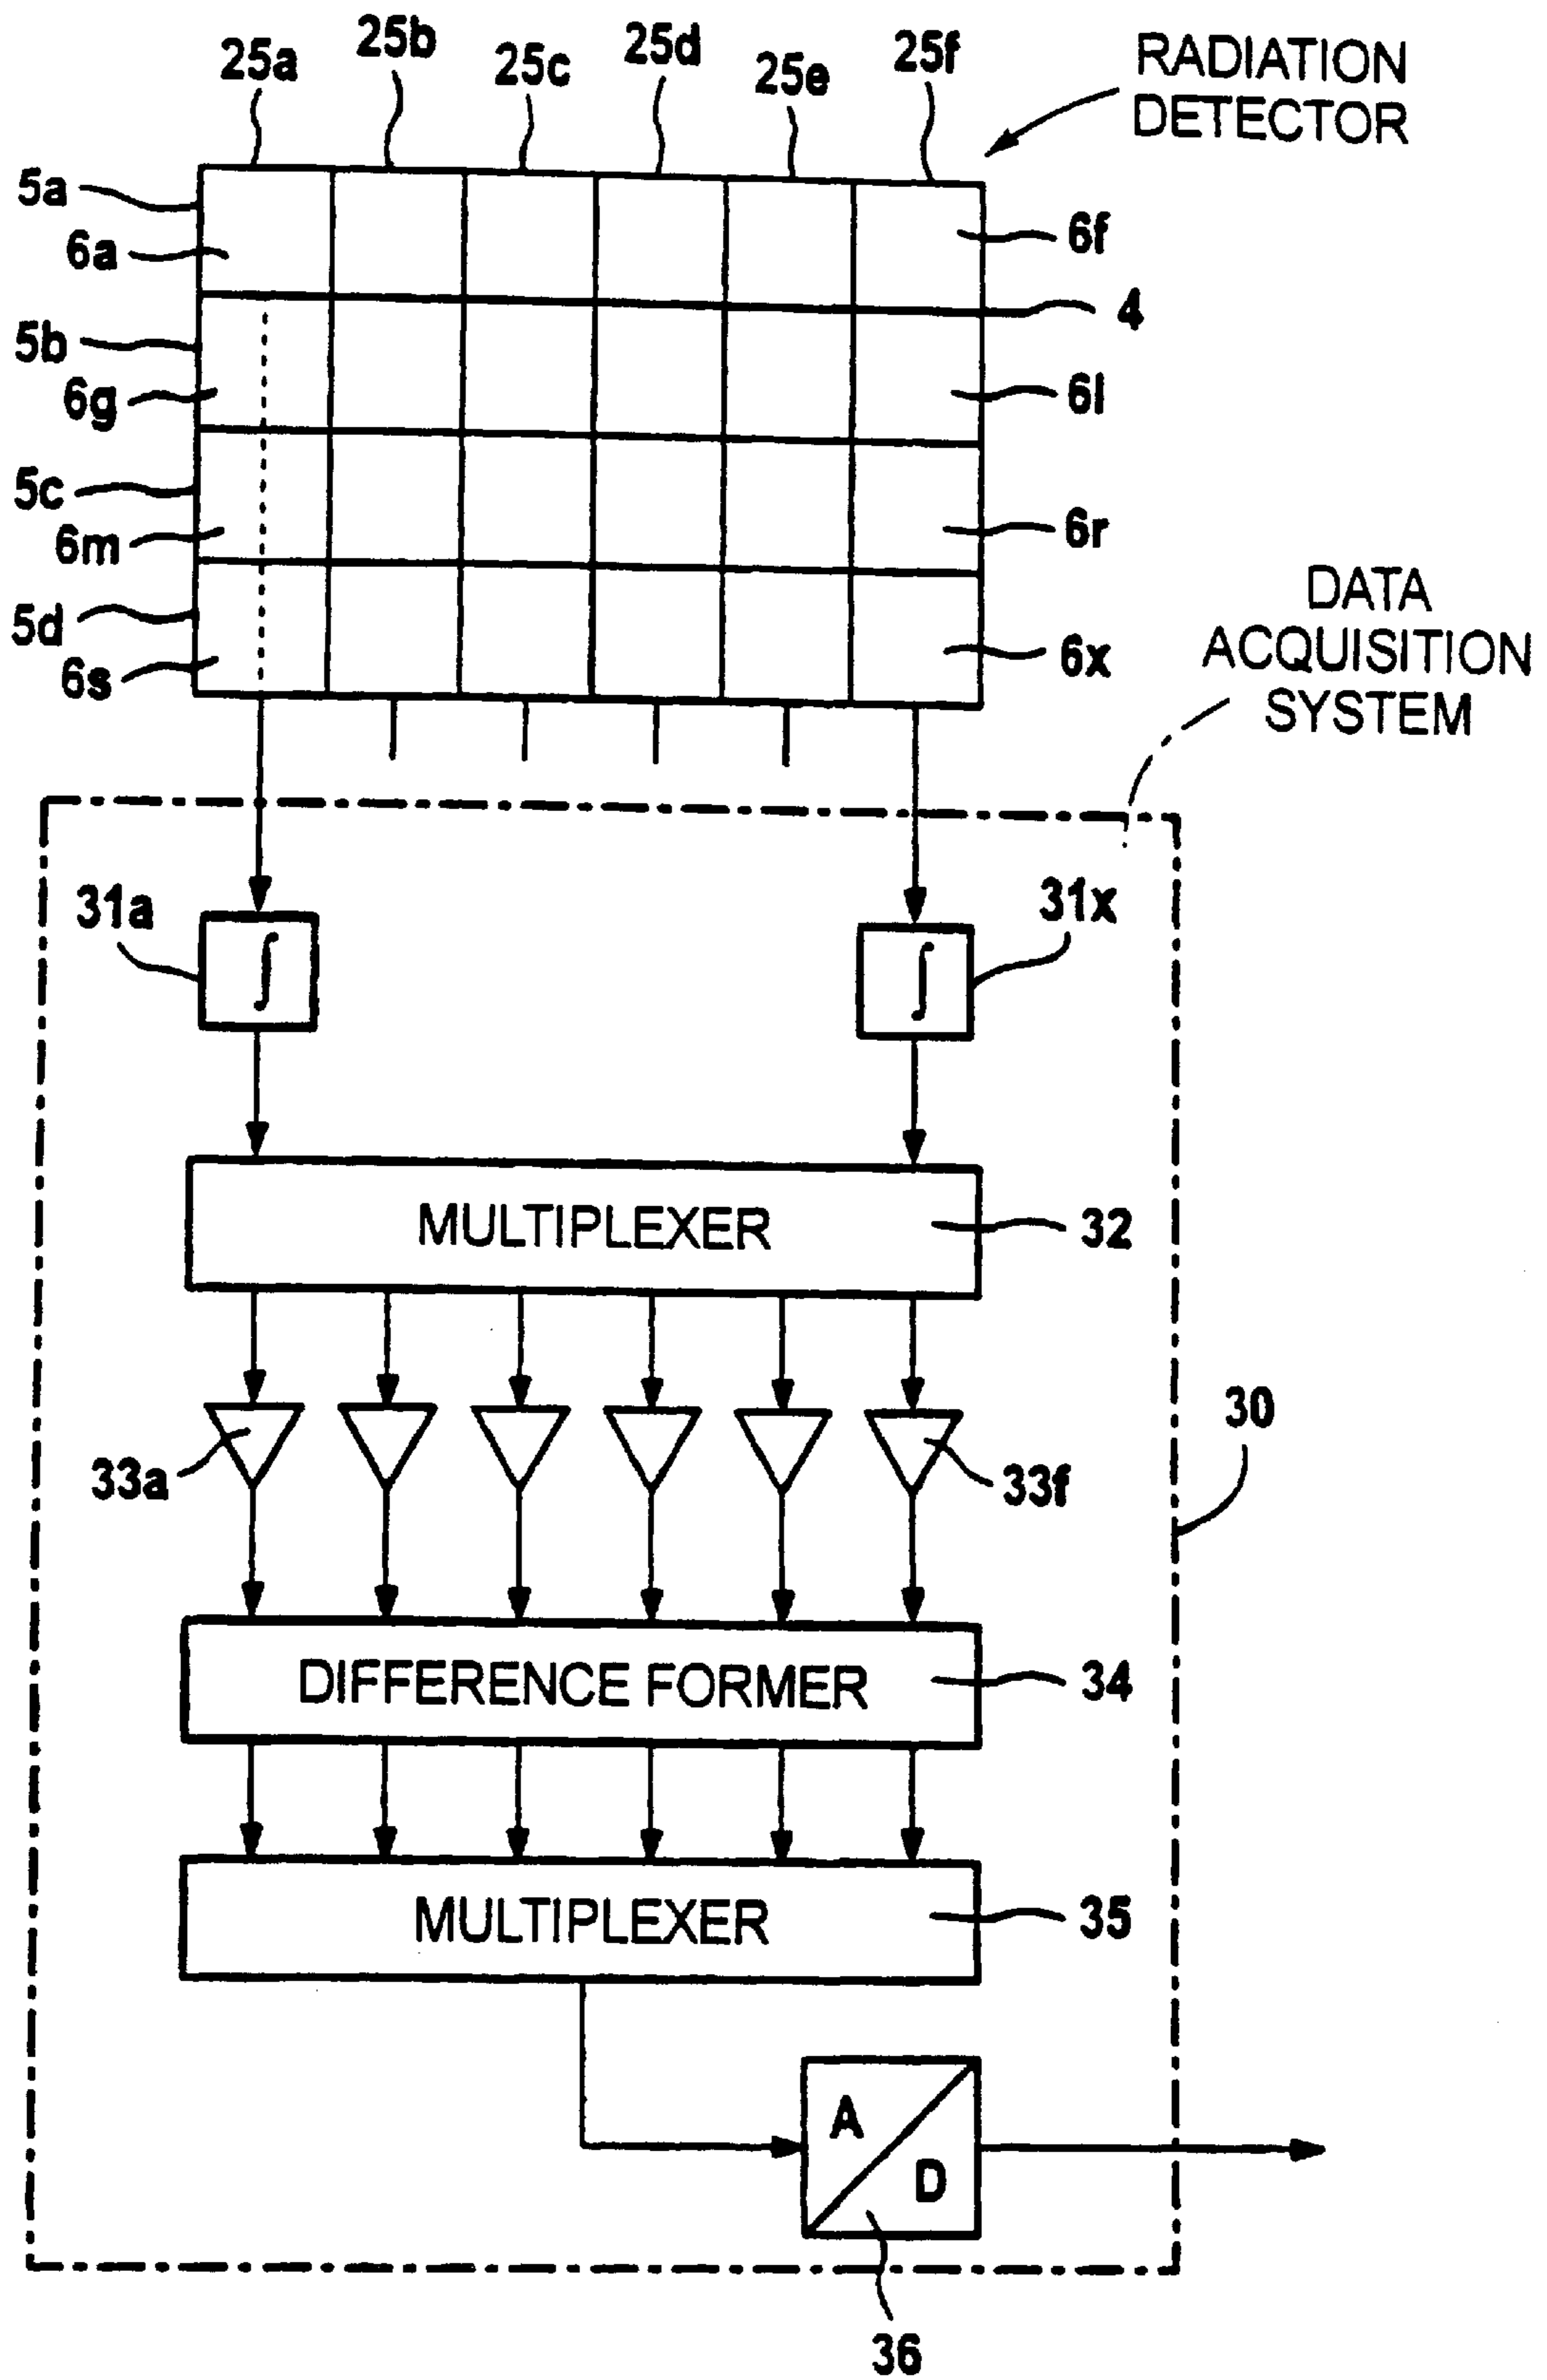 25a
25b
25c
25d
25e
25f
RADIATION
DETECTOR
5a
6a
6f
4
5b
6g
6l
5c
6m
6r
5d
6s
6x
DATA
ACQUISITION
SYSTEM
31a
∫
31x
∫
MULTIPLEXER
32
33a
33f
30
DIFFERENCE FORMER
34
MULTIPLEXER
35
A
D
36